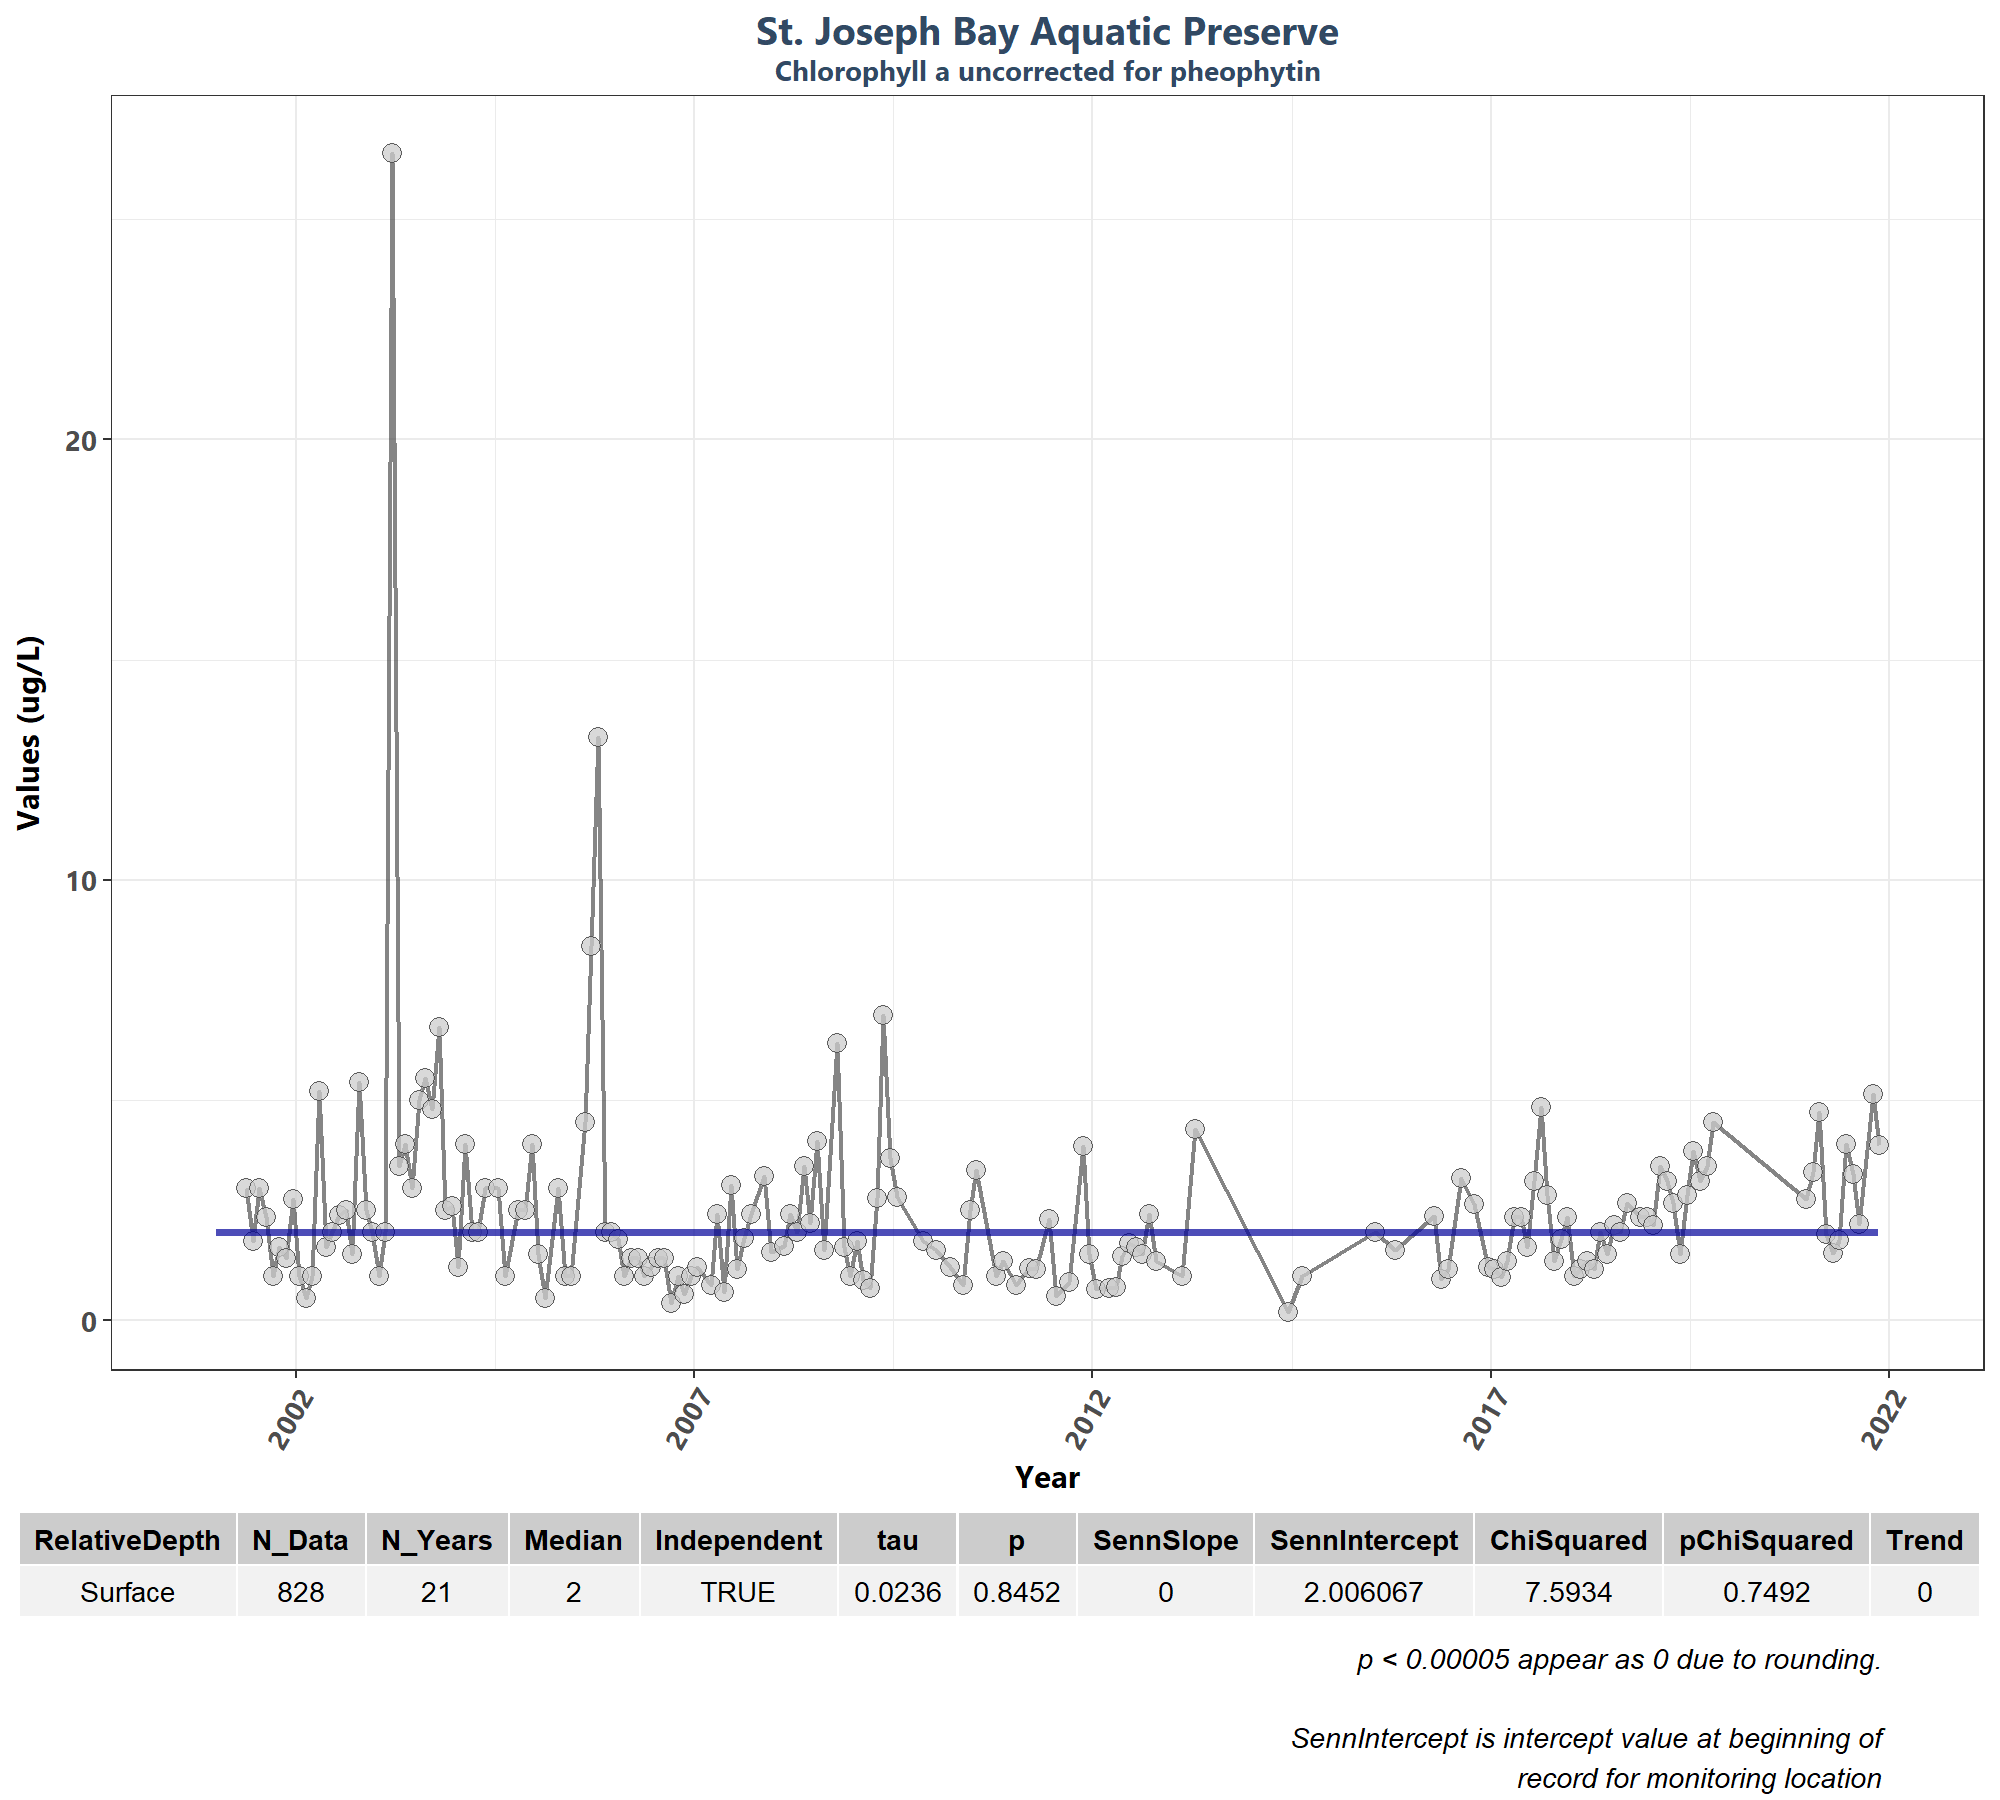 St. Joseph Bay Aquatic Preserve
Chlorophyll a uncorrected for pheophytin
Values (ug/L)
20
10
0
2002 2007 2012 2017 2022
Year
RelativeDepth N_Data N_Years Median Independent tau p SennSlope SennIntercept ChiSquared pChiSquared Trend
Surface 828 21 2 TRUE 0.0236 0.8452 0 2.006067 7.5934 0.7492 0
p < 0.00005 appear as 0 due to rounding.
SennIntercept is intercept value at beginning of
record for monitoring location